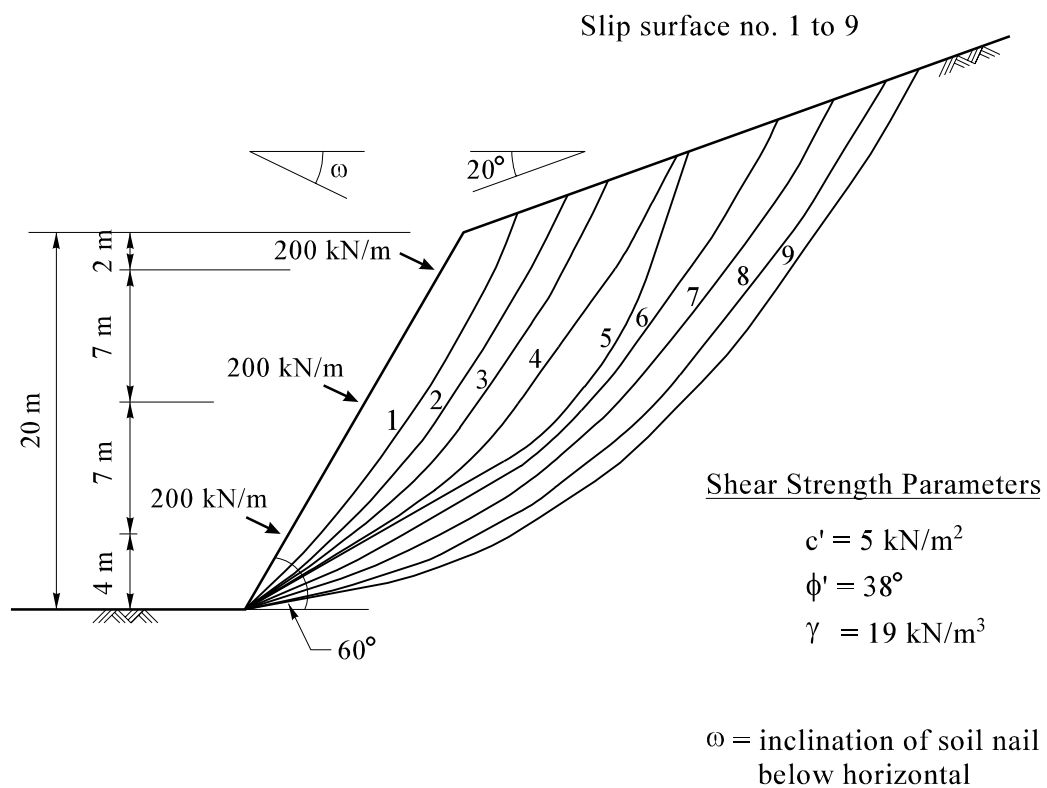 Slip surface no. 1 to 9
ω
20°
2 m
200 kN/m
7 m
200 kN/m
20 m
7 m
200 kN/m
4 m
60°
1
2
3
4
5
6
7
8
9
Shear Strength Parameters
c' = 5 kN/m²
ϕ' = 38°
γ = 19 kN/m³
ω = inclination of soil nail
below horizontal